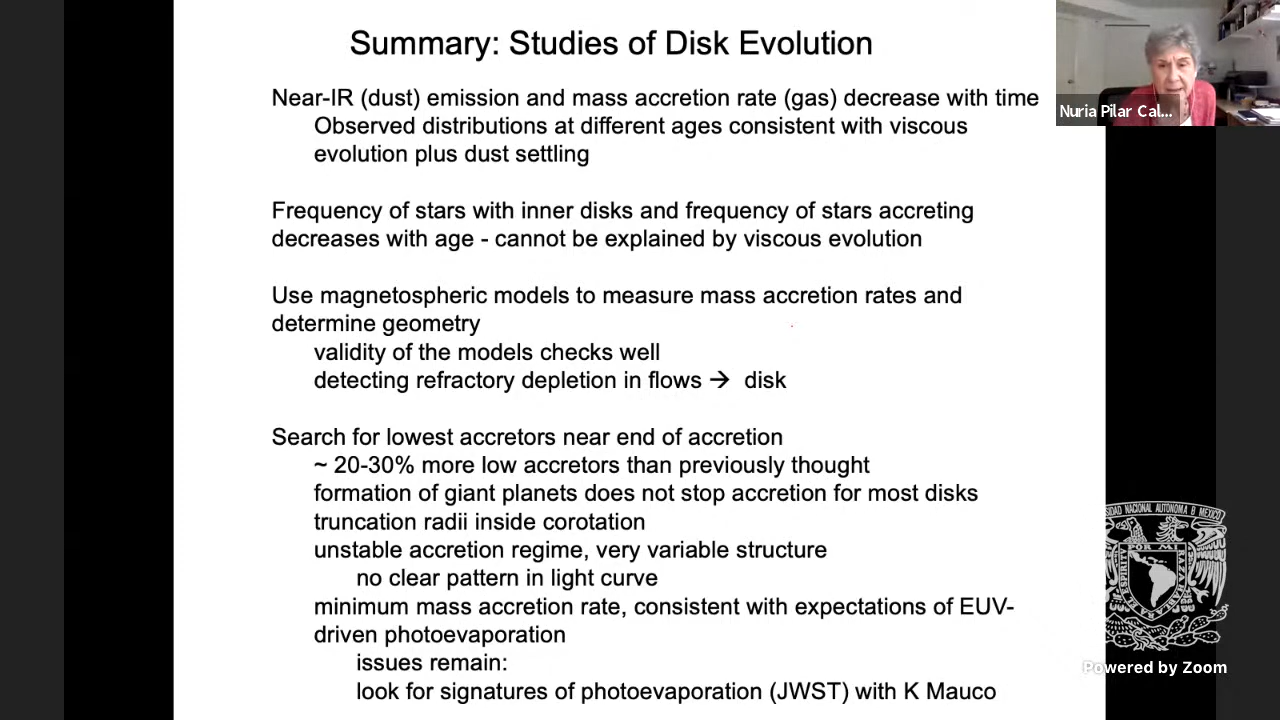 Summary: Studies of Disk Evolution
Near-IR (dust) emission and mass accretion rate (gas) decrease with time
Observed distributions at different ages consistent with viscous
evolution plus dust settling
Frequency of stars with inner disks and frequency of stars accreting
decreases with age - cannot be explained by viscous evolution
Use magnetospheric models to measure mass accretion rates and
determine geometry
validity of the models checks well
detecting refractory depletion in flows → disk
Search for lowest accretors near end of accretion
~ 20-30% more low accretors than previously thought
formation of giant planets does not stop accretion for most disks
truncation radii inside corotation
unstable accretion regime, very variable structure
no clear pattern in light curve
minimum mass accretion rate, consistent with expectations of EUV-
driven photoevaporation
issues remain:
look for signatures of photoevaporation (JWST) with K Mauco
Nuria Pilar Cal...
NACIONAL AUTONOMA
POR MI
Powered by Zoom